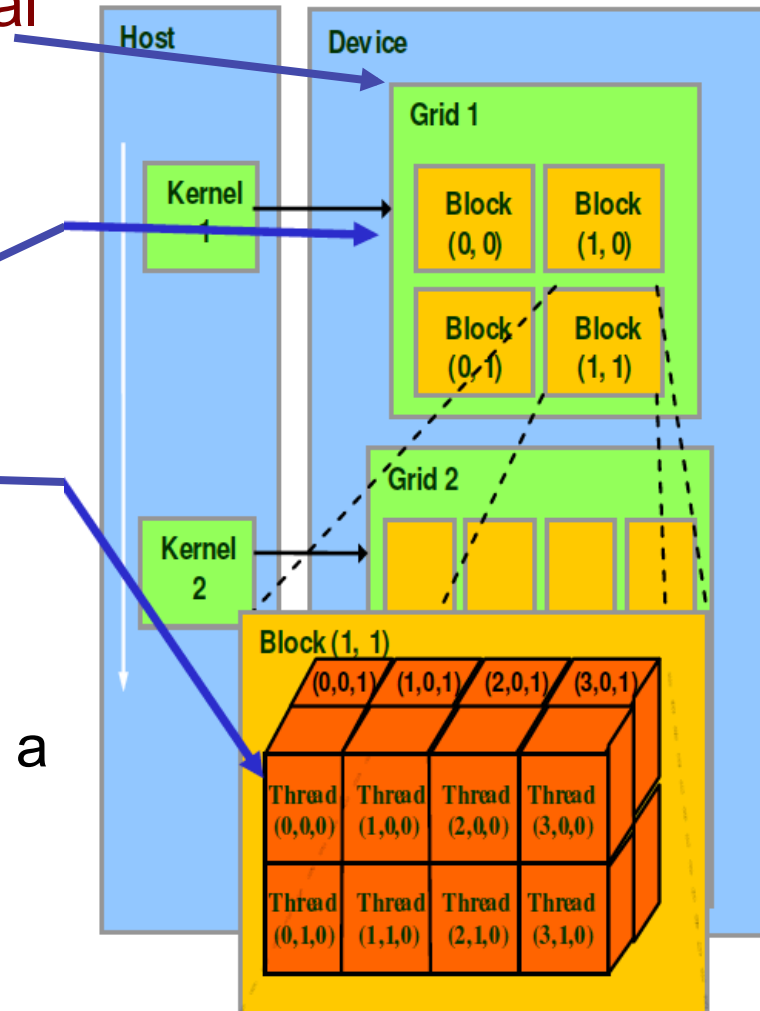 Host
Device
Grid 1
Kernel
1
Block
(0, 0)
Block
(1, 0)
Block
(0, 1)
Block
(1, 1)
Grid 2
Kernel
2
Block (1, 1)
(0,0,1) (1,0,1) (2,0,1) (3,0,1)
a
Thread
(0,0,0)
Thread
(1,0,0)
Thread
(2,0,0)
Thread
(3,0,0)
Thread
(0,1,0)
Thread
(1,1,0)
Thread
(2,1,0)
Thread
(3,1,0)